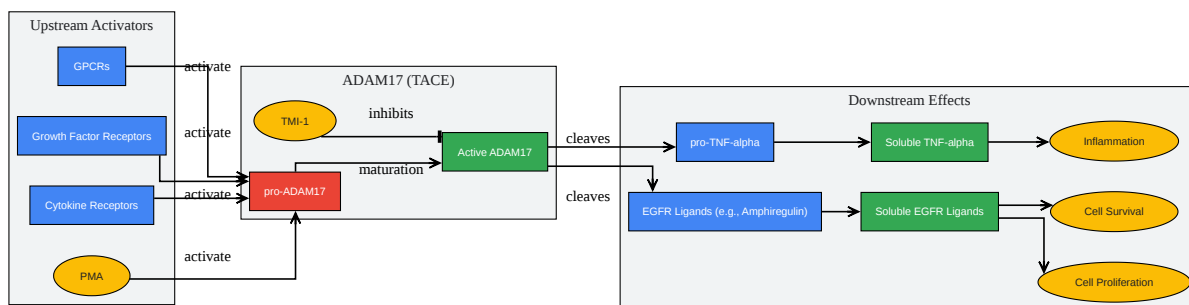 Upstream Activators
GPCRs
activate
Growth Factor Receptors
activate
Cytokine Receptors
activate
PMA
activate
ADAM17 (TACE)
TMI-1
inhibits
Active ADAM17
maturation
pro-ADAM17
cleaves
cleaves
Downstream Effects
pro-TNF-alpha
Soluble TNF-alpha
Inflammation
EGFR Ligands (e.g., Amphiregulin)
Soluble EGFR Ligands
Cell Survival
Cell Proliferation